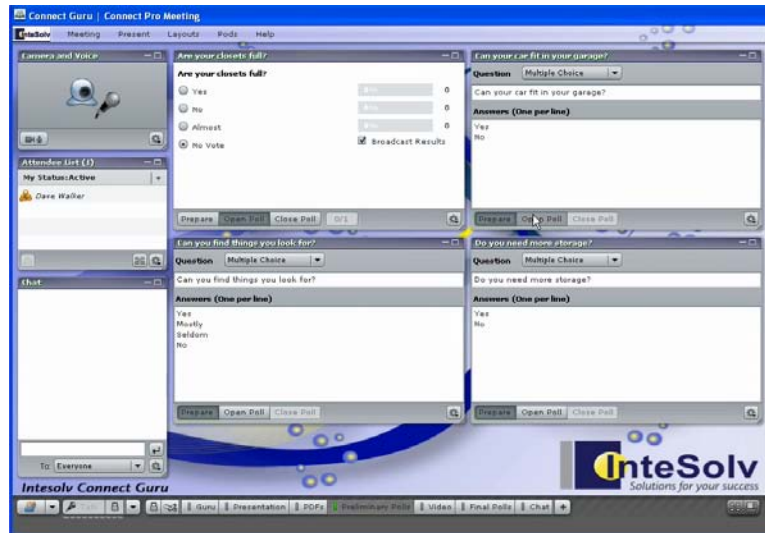 Connect Guru | Connect Pro Meeting
InteSolv Meeting Present Layouts Pods Help
Camera and Voice
Attendee List (1)
My Status: Active
Dave Walker
Chat
To: Everyone
Are your closets full?
Are your closets full?
Yes 0
No 0
Almost 0
No Vote Broadcast Results
Prepare Open Poll Close Poll 0/1
Can your car fit in your garage?
Question Multiple Choice
Can your car fit in your garage?
Answers (One per line)
Yes
No
Prepare Open Poll Close Poll
Can you find things you look for?
Question Multiple Choice
Can you find things you look for?
Answers (One per line)
Yes
Mostly
Seldom
No
Prepare Open Poll Close Poll
Do you need more storage?
Question Multiple Choice
Do you need more storage?
Answers (One per line)
Yes
No
Prepare Open Poll Close Poll
InteSolv
Solutions for your success
Intesolv Connect Guru
Guru Presentation PDFs Preliminary Polls Video Final Polls Chat +